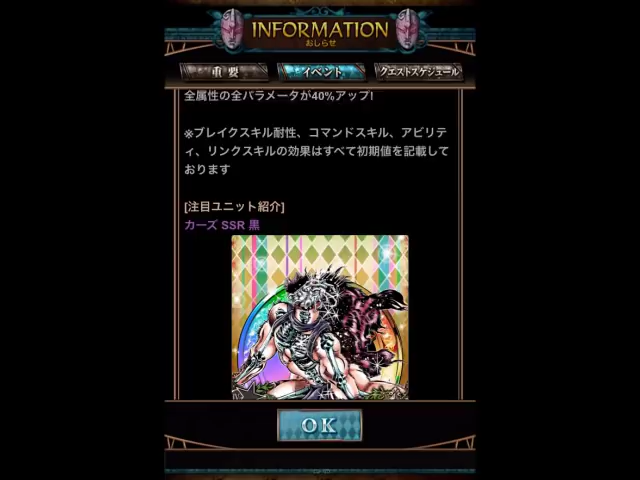 INFORMATION
おしらせ
重要
イベント
クエストスケジュール
全属性の全パラメータが40%アップ!
※ブレイクスキル耐性、コマンドスキル、アビリテ
ィ、リンクスキルの効果はすべて初期値を記載して
おります
[注目ユニット紹介]
カーズ SSR 黒
OK